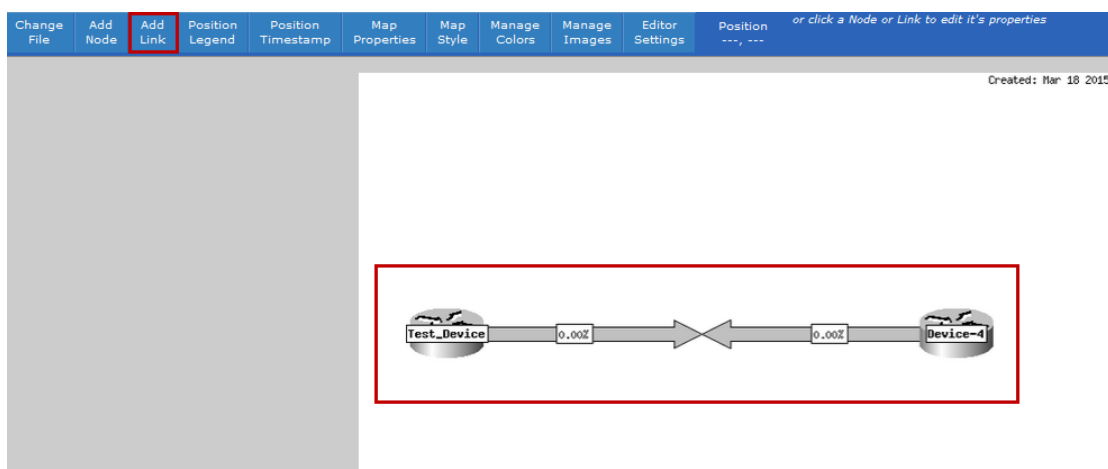 Change File
Add Node
Add Link
Position Legend
Position Timestamp
Map Properties
Map Style
Manage Colors
Manage Images
Editor Settings
Position ---, ---
or click a Node or Link to edit it's properties
Created: Mar 18 2015
Test_Device
0.00%
0.00%
Device-4